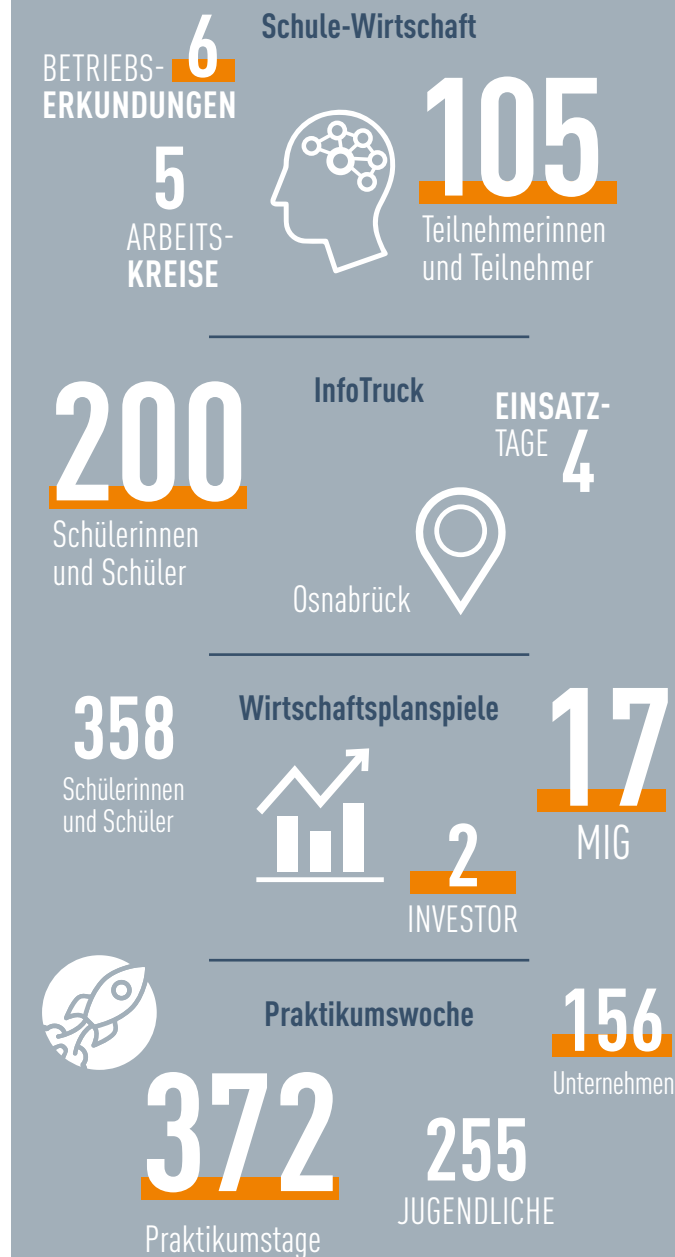 Schule-Wirtschaft
6
BETRIEBS-
ERKUNDUNGEN
5
ARBEITS-
KREISE
105
Teilnehmerinnen
und Teilnehmer
InfoTruck
200
Schülerinnen
und Schüler
EINSATZ-
TAGE
4
Osnabrück
Wirtschaftsplanspiele
358
Schülerinnen
und Schüler
2
INVESTOR
17
MIG
Praktikumswoche
156
Unternehmen
372
Praktikumstage
255
JUGENDLICHE